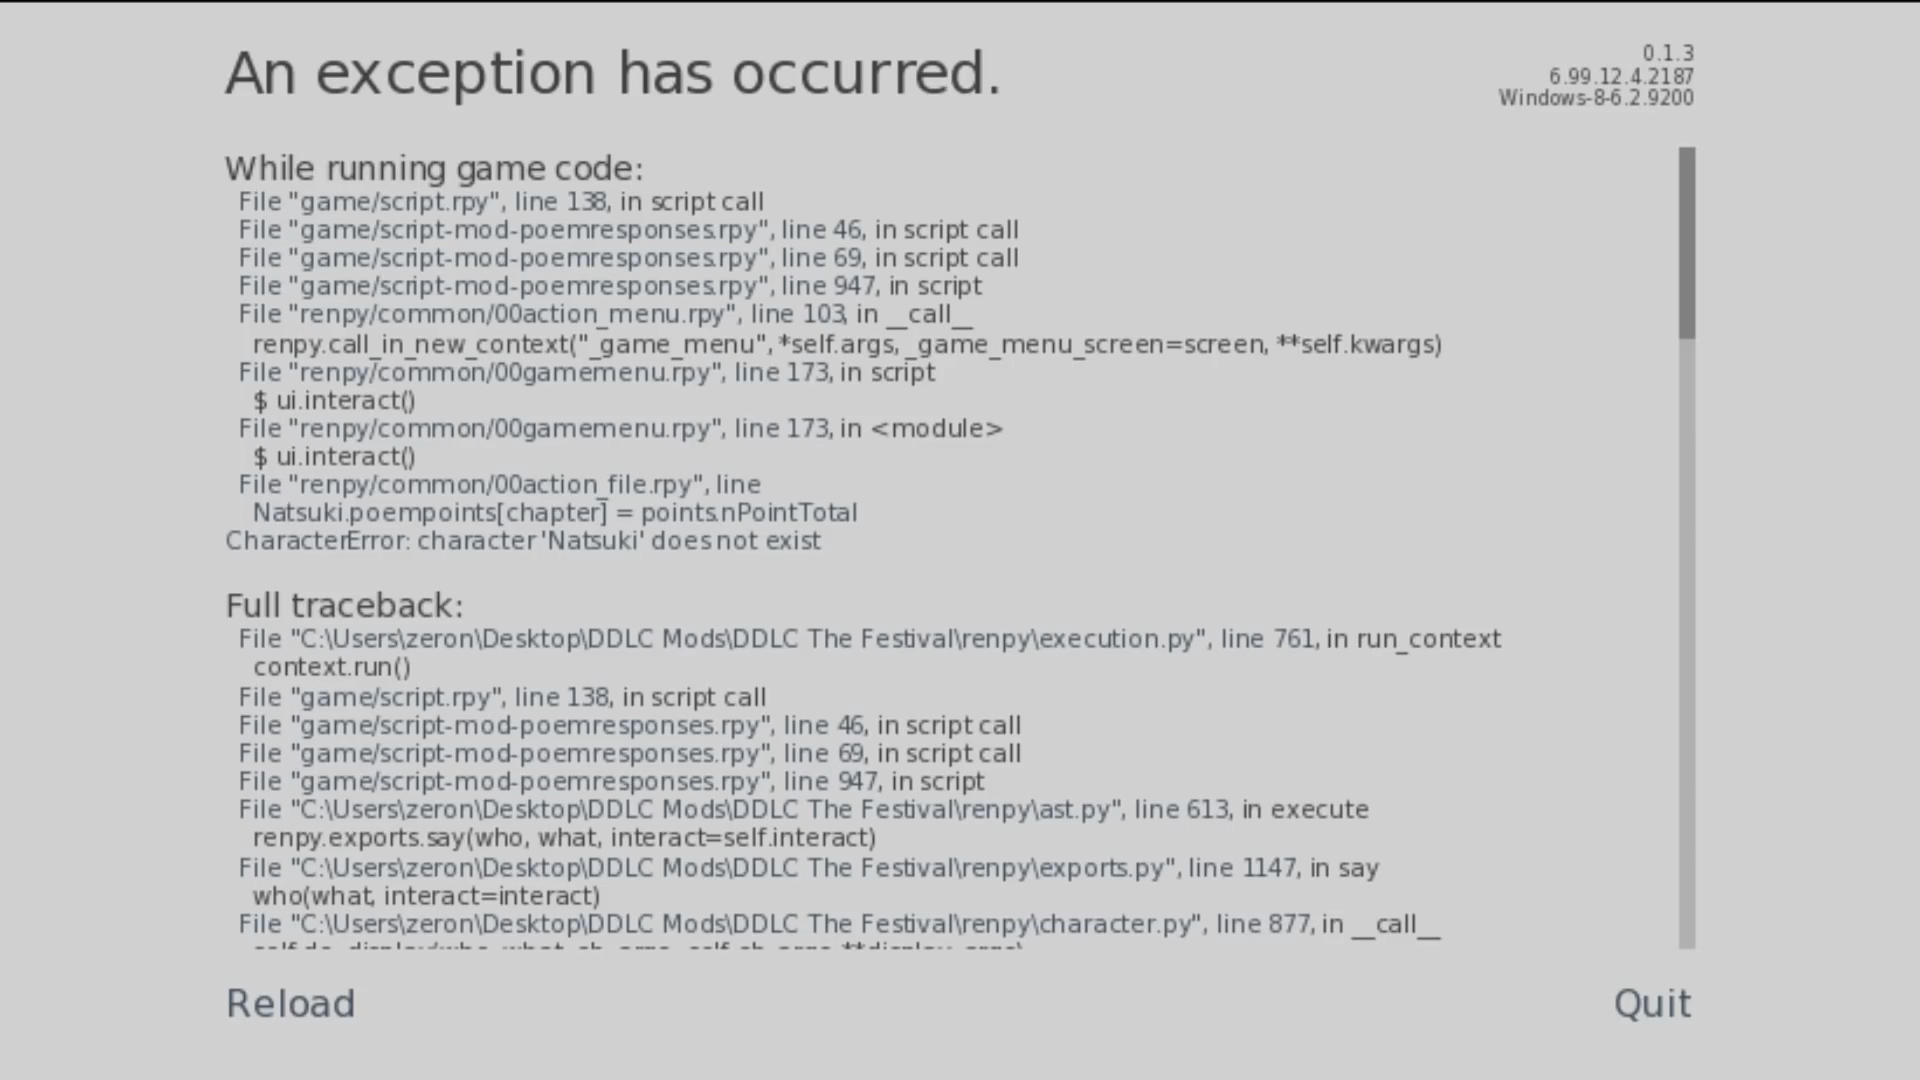 An exception has occurred.
0.1.3
6.99.12.4.2187
Windows-8-6.2.9200
While running game code:
File "game/script.rpy", line 138, in script call
File "game/script-mod-poemresponses.rpy", line 46, in script call
File "game/script-mod-poemresponses.rpy", line 69, in script call
File "game/script-mod-poemresponses.rpy", line 947, in script
File "renpy/common/00action_menu.rpy", line 103, in __call__
renpy.call_in_new_context("_game_menu", *self.args, _game_menu_screen=screen, **self.kwargs)
File "renpy/common/00gamemenu.rpy", line 173, in script
$ ui.interact()
File "renpy/common/00gamemenu.rpy", line 173, in <module>
$ ui.interact()
File "renpy/common/00action_file.rpy", line
Natsuki.poempoints[chapter] = points.nPointTotal
CharacterError: character 'Natsuki' does not exist
Full traceback:
File "C:\Users\zeron\Desktop\DDLC Mods\DDLC The Festival\renpy\execution.py", line 761, in run_context
context.run()
File "game/script.rpy", line 138, in script call
File "game/script-mod-poemresponses.rpy", line 46, in script call
File "game/script-mod-poemresponses.rpy", line 69, in script call
File "game/script-mod-poemresponses.rpy", line 947, in script
File "C:\Users\zeron\Desktop\DDLC Mods\DDLC The Festival\renpy\ast.py", line 613, in execute
renpy.exports.say(who, what, interact=self.interact)
File "C:\Users\zeron\Desktop\DDLC Mods\DDLC The Festival\renpy\exports.py", line 1147, in say
who(what, interact=interact)
File "C:\Users\zeron\Desktop\DDLC Mods\DDLC The Festival\renpy\character.py", line 877, in __call__
Reload
Quit